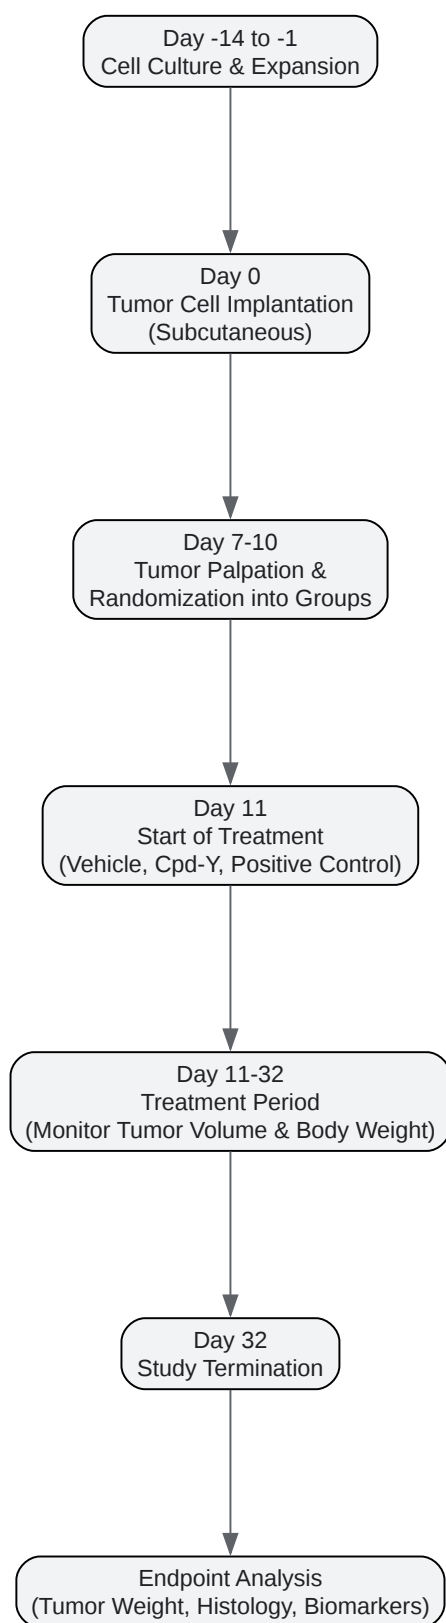 Day -14 to -1
Cell Culture & Expansion
Day 0
Tumor Cell Implantation
(Subcutaneous)
Day 7-10
Tumor Palpation &
Randomization into Groups
Day 11
Start of Treatment
(Vehicle, Cpd-Y, Positive Control)
Day 11-32
Treatment Period
(Monitor Tumor Volume & Body Weight)
Day 32
Study Termination
Endpoint Analysis
(Tumor Weight, Histology, Biomarkers)